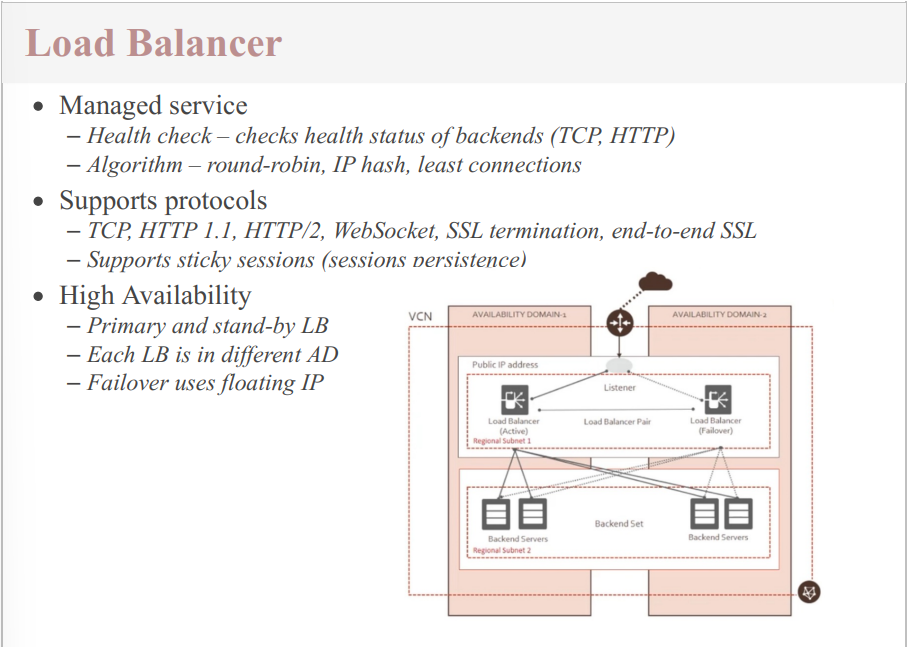 Load Balancer
• Managed service
– Health check – checks health status of backends (TCP, HTTP)
– Algorithm – round-robin, IP hash, least connections
• Supports protocols
– TCP, HTTP 1.1, HTTP/2, WebSocket, SSL termination, end-to-end SSL
– Supports sticky sessions (sessions persistence)
• High Availability
– Primary and stand-by LB
– Each LB is in different AD
– Failover uses floating IP
VCN
AVAILABILITY DOMAIN-1
AVAILABILITY DOMAIN-2
Public IP address
Listener
Load Balancer
(Active)
Load Balancer Pair
Load Balancer
(Failover)
Regional Subnet 1
Backend Set
Backend Servers
Backend Servers
Regional Subnet 2